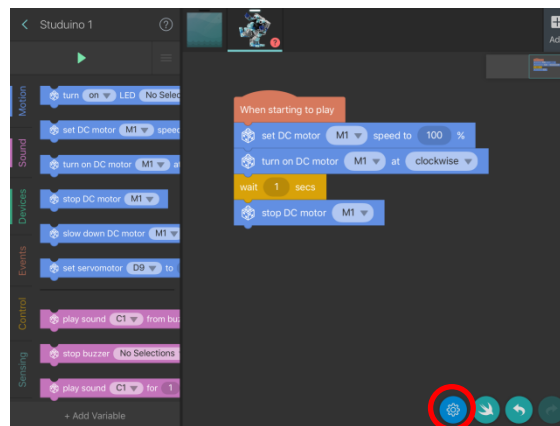 Studuino 1
?
Ad
Motion
Sound
Devices
Events
Control
Sensing
turn on LED No Selec
set DC motor M1 speed
turn on DC motor M1 at
stop DC motor M1
slow down DC motor M1
set servomotor D9 to
play sound C1 from bu
stop buzzer No Selections
play sound C1 for 1
+ Add Variable
?
When starting to play
set DC motor M1 speed to 100 %
turn on DC motor M1 at clockwise
wait 1 secs
stop DC motor M1